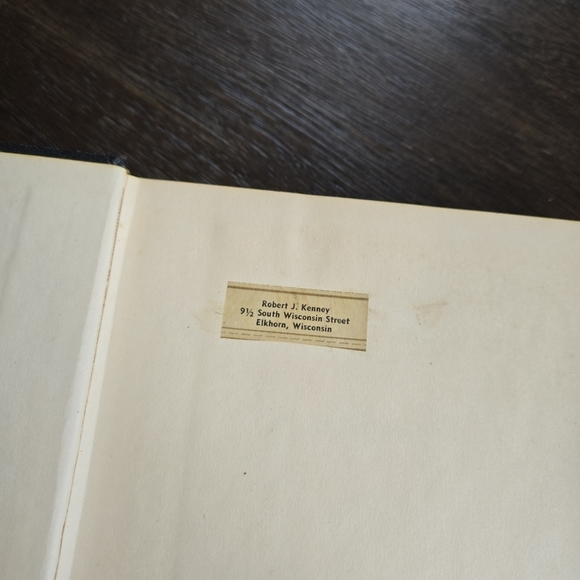 Robert J. Kenney
9½ South Wisconsin Street
Elkhorn, Wisconsin